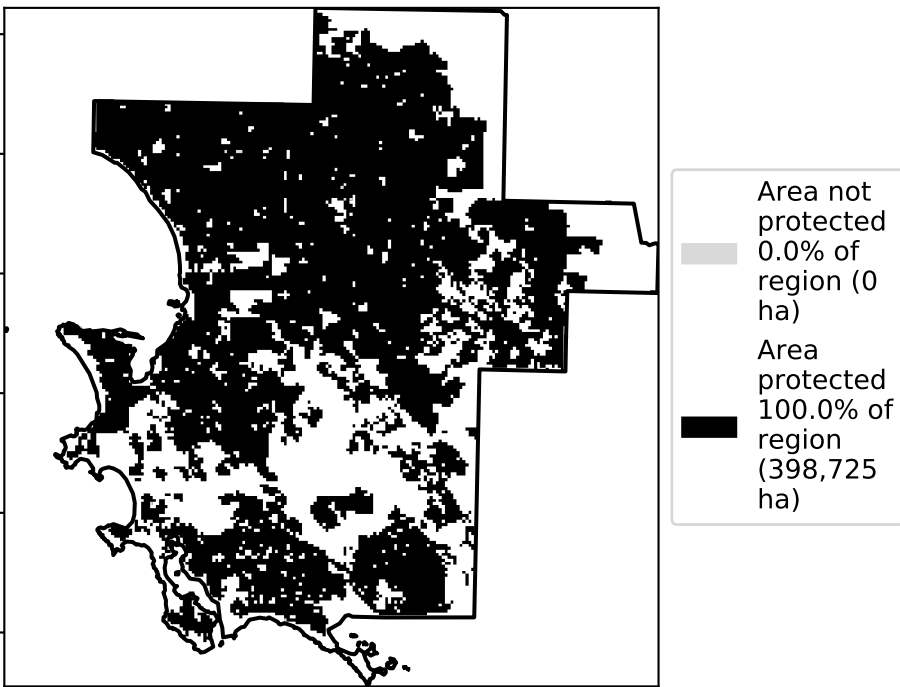 Area not
protected
0.0% of
region (0
ha)
Area
protected
100.0% of
region
(398,725
ha)